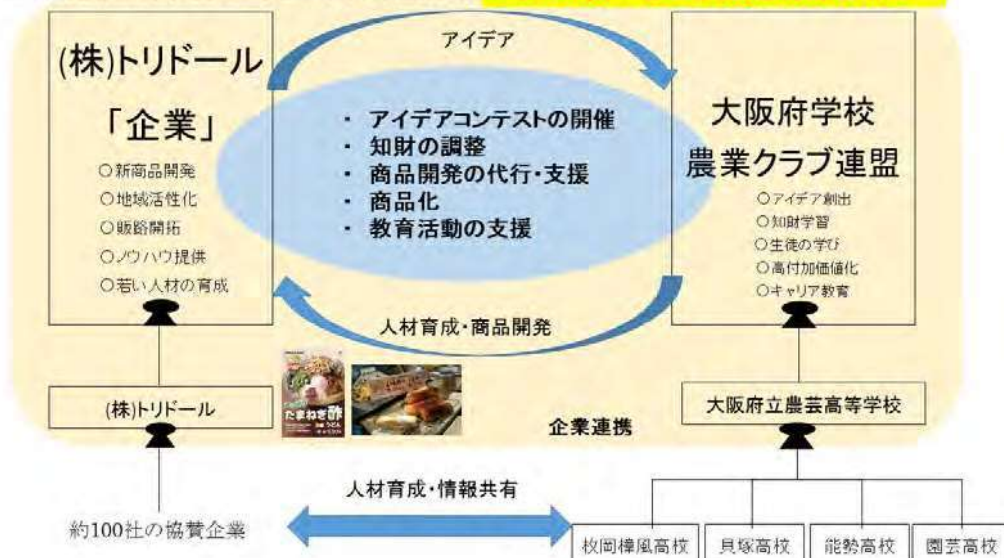 アイデア
(株)トリドール
「企業」
○新商品開発
○地域活性化
○販路開拓
○ノウハウ提供
○若い人材の育成
・ アイデアコンテストの開催
・ 知財の調整
・ 商品開発の代行・支援
・ 商品化
・ 教育活動の支援
大阪府学校
農業クラブ連盟
○アイデア創出
○知財学習
○生徒の学び
○高付加価値化
○キャリア教育
人材育成・商品開発
(株)トリドール
たまねぎ酢
うどん
企業連携
大阪府立農芸高等学校
人材育成・情報共有
約100社の協賛企業
枚岡樟風高校
貝塚高校
能勢高校
園芸高校